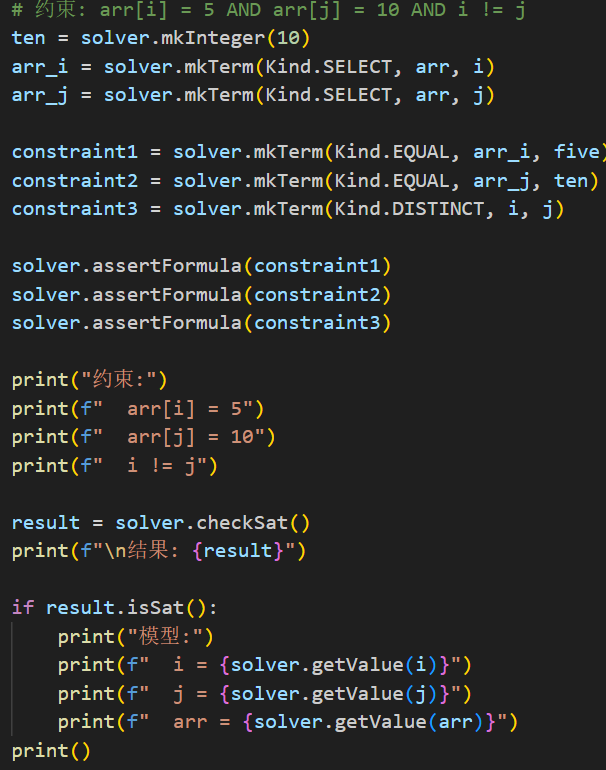 # 约束: arr[i] = 5 AND arr[j] = 10 AND i != j
ten = solver.mkInteger(10)
arr_i = solver.mkTerm(Kind.SELECT, arr, i)
arr_j = solver.mkTerm(Kind.SELECT, arr, j)

constraint1 = solver.mkTerm(Kind.EQUAL, arr_i, five)
constraint2 = solver.mkTerm(Kind.EQUAL, arr_j, ten)
constraint3 = solver.mkTerm(Kind.DISTINCT, i, j)

solver.assertFormula(constraint1)
solver.assertFormula(constraint2)
solver.assertFormula(constraint3)

print("约束:")
print(f"  arr[i] = 5")
print(f"  arr[j] = 10")
print(f"  i != j")

result = solver.checkSat()
print(f"\n结果: {result}")

if result.isSat():
    print("模型:")
    print(f"  i = {solver.getValue(i)}")
    print(f"  j = {solver.getValue(j)}")
    print(f"  arr = {solver.getValue(arr)}")
print()